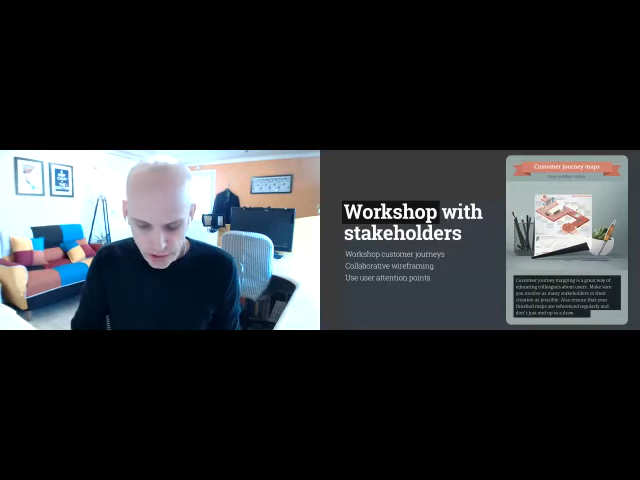 Workshop with
stakeholders
Workshop customer journeys
Collaborative wireframing
Use user attention points
Customer journey maps
Customer journey mapping is a great way of
educating colleagues about users. Make sure
you involve as many stakeholders in their
creation as possible. Also ensure that your
finished maps are referenced regularly and
don't just end up in a draw.